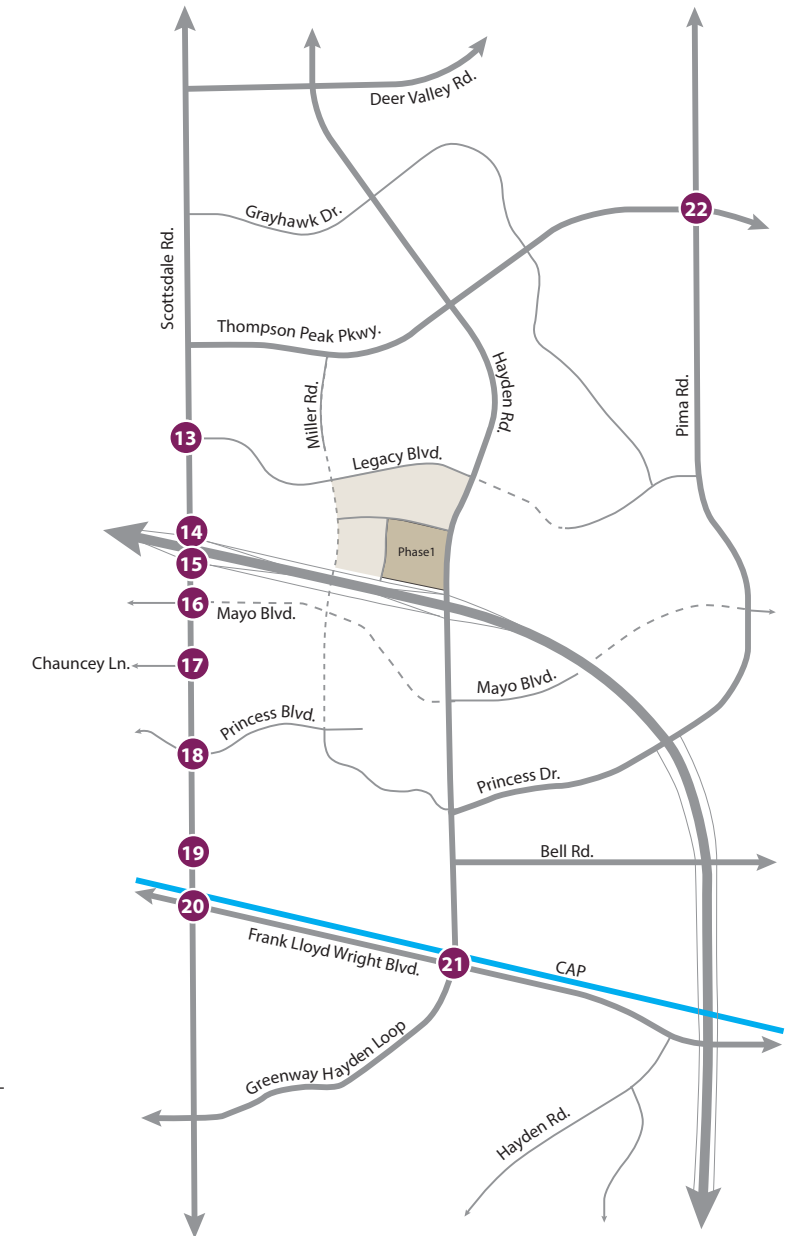 Deer Valley Rd.
Grayhawk Dr.
22
Scottsdale Rd.
Thompson Peak Pkwy.
Hayden Rd.
Miller Rd.
Pima Rd.
13
Legacy Blvd.
14
Phase1
15
16
Mayo Blvd.
Chauncey Ln.
17
Mayo Blvd.
Princess Blvd.
18
Princess Dr.
19
Bell Rd.
20
Frank Lloyd Wright Blvd.
21
CAP
Greenway Hayden Loop
Hayden Rd.